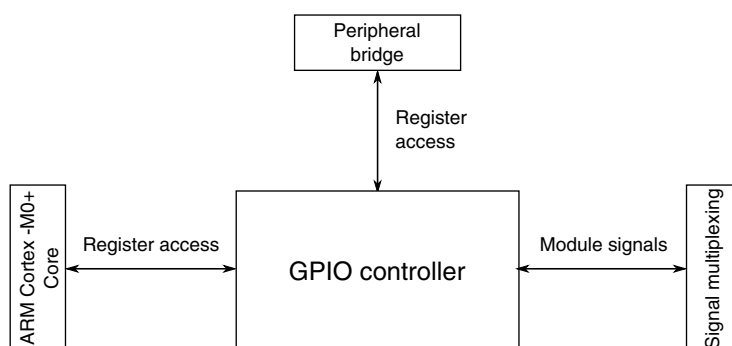 Peripheral
bridge
Register
access
ARM Cortex -M0+
Core
Register access
GPIO controller
Module signals
Signal multiplexing